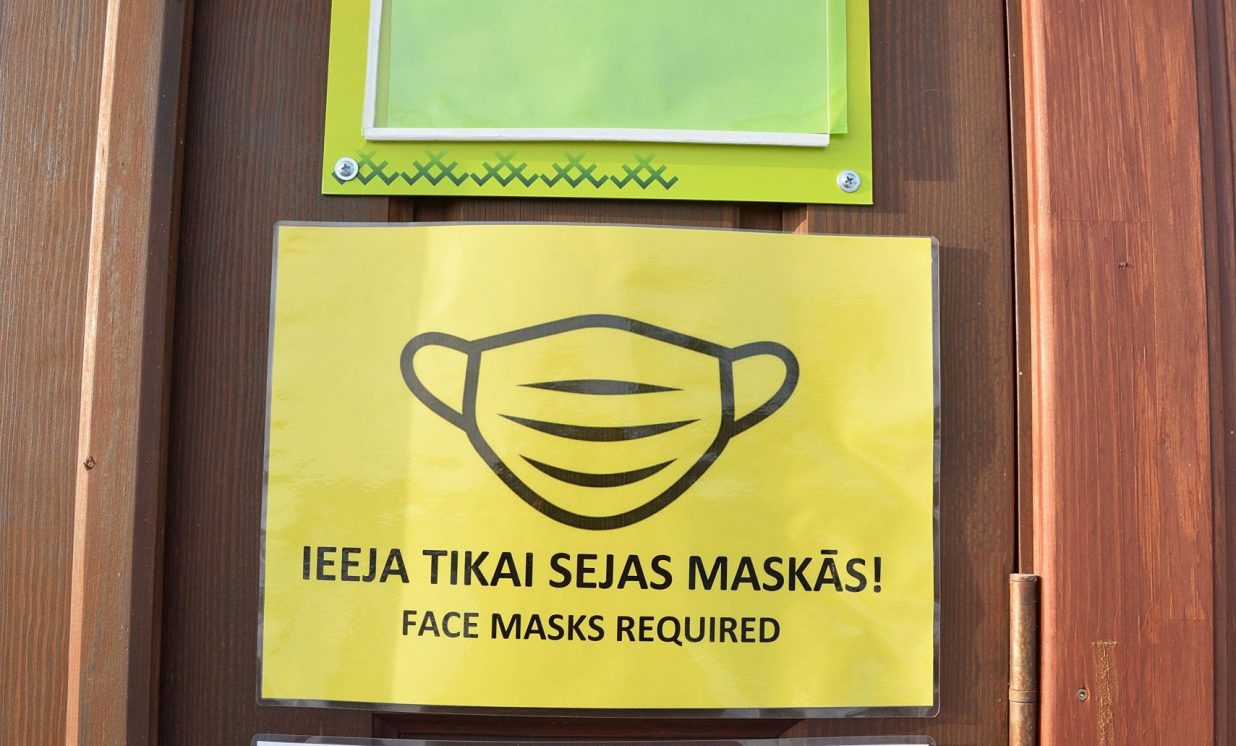 IEEJA TIKAI SEJAS MASKĀS!
FACE MASKS REQUIRED